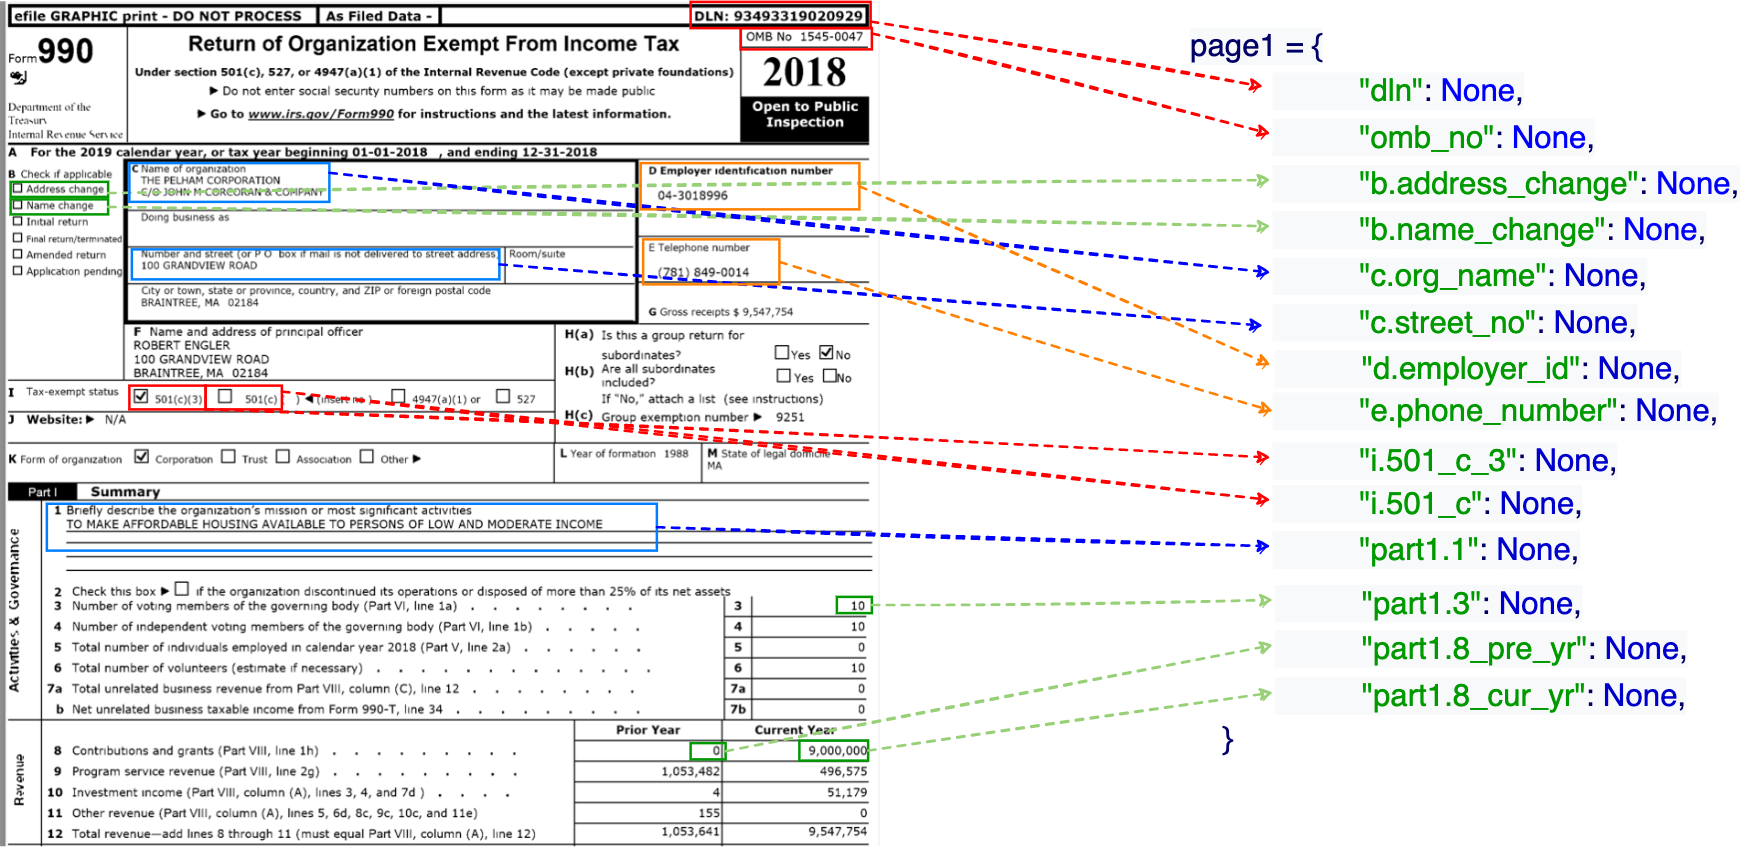 efile GRAPHIC print - DO NOT PROCESS As Filed Data - DLN: 93493319020929
Form 990
Department of the
Treasury
Internal Revenue Service
Return of Organization Exempt From Income Tax
Under section 501(c), 527, or 4947(a)(1) of the Internal Revenue Code (except private foundations)
▶ Do not enter social security numbers on this form as it may be made public
▶ Go to www.irs.gov/Form990 for instructions and the latest information.
OMB No 1545-0047
2018
Open to Public
Inspection
A For the 2019 calendar year, or tax year beginning 01-01-2018 , and ending 12-31-2018
B Check if applicable
Address change
Name change
Initial return
Final return/terminated
Amended return
Application pending
C Name of organization
THE PELHAM CORPORATION
C/O JOHN M CORCORAN & COMPANY
Doing business as
Number and street (or P O box if mail is not delivered to street address) Room/suite
100 GRANDVIEW ROAD
City or town, state or province, country, and ZIP or foreign postal code
BRAINTREE, MA 02184
D Employer identification number
04-3018996
E Telephone number
(781) 849-0014
G Gross receipts $ 9,547,754
F Name and address of principal officer
ROBERT ENGLER
100 GRANDVIEW ROAD
BRAINTREE, MA 02184
H(a) Is this a group return for
subordinates? Yes No
H(b) Are all subordinates
included? Yes No
If "No," attach a list (see instructions)
H(c) Group exemption number ▶ 9251
I Tax-exempt status 501(c)(3) 501(c) ( ) ◀ (insert no ) 4947(a)(1) or 527
J Website: ▶ N/A
K Form of organization Corporation Trust Association Other ▶
L Year of formation 1988
M State of legal domicile
MA
Part I Summary
Activities & Governance
1 Briefly describe the organization's mission or most significant activities
TO MAKE AFFORDABLE HOUSING AVAILABLE TO PERSONS OF LOW AND MODERATE INCOME
2 Check this box ▶ if the organization discontinued its operations or disposed of more than 25% of its net assets
3 Number of voting members of the governing body (Part VI, line 1a) . . . . . . . . 3 10
4 Number of independent voting members of the governing body (Part VI, line 1b) . . . . . 4 10
5 Total number of individuals employed in calendar year 2018 (Part V, line 2a) . . . . . . 5 0
6 Total number of volunteers (estimate if necessary) . . . . . . . . . . . . 6 10
7a Total unrelated business revenue from Part VIII, column (C), line 12 . . . . . . . . 7a 0
b Net unrelated business taxable income from Form 990-T, line 34 . . . . . . . . . 7b 0
Revenue
Prior Year Current Year
8 Contributions and grants (Part VIII, line 1h) . . . . . . . . . 0 9,000,000
9 Program service revenue (Part VIII, line 2g) . . . . . . . . . 1,053,482 496,575
10 Investment income (Part VIII, column (A), lines 3, 4, and 7d ) . . . . 4 51,179
11 Other revenue (Part VIII, column (A), lines 5, 6d, 8c, 9c, 10c, and 11e) 155 0
12 Total revenue—add lines 8 through 11 (must equal Part VIII, column (A), line 12) 1,053,641 9,547,754
page1 = {
"dln": None,
"omb_no": None,
"b.address_change": None,
"b.name_change": None,
"c.org_name": None,
"c.street_no": None,
"d.employer_id": None,
"e.phone_number": None,
"i.501_c_3": None,
"i.501_c": None,
"part1.1": None,
"part1.3": None,
"part1.8_pre_yr": None,
"part1.8_cur_yr": None,
}